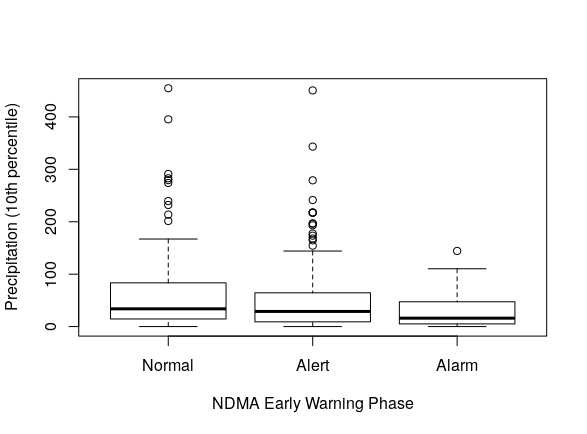 Precipitation (10th percentile)
400
300
200
100
0
Normal Alert Alarm
NDMA Early Warning Phase